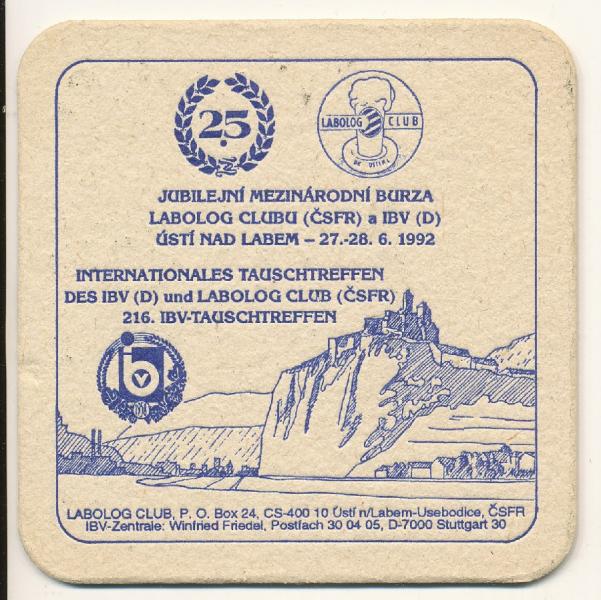 25.
LABOLOG CLUB
JUBILEJNÍ MEZINÁRODNÍ BURZA
LABOLOG CLUBU (ČSFR) a IBV (D)
ÚSTÍ NAD LABEM – 27.-28. 6. 1992
INTERNATIONALES TAUSCHTREFFEN
DES IBV (D) und LABOLOG CLUB (ČSFR)
216. IBV-TAUSCHTREFFEN
ibv
LABOLOG CLUB, P. O. Box 24, CS-400 10 Ústí n/Labem-Usebodice, ČSFR
IBV-Zentrale: Winfried Friedel, Postfach 30 04 05, D-7000 Stuttgart 30